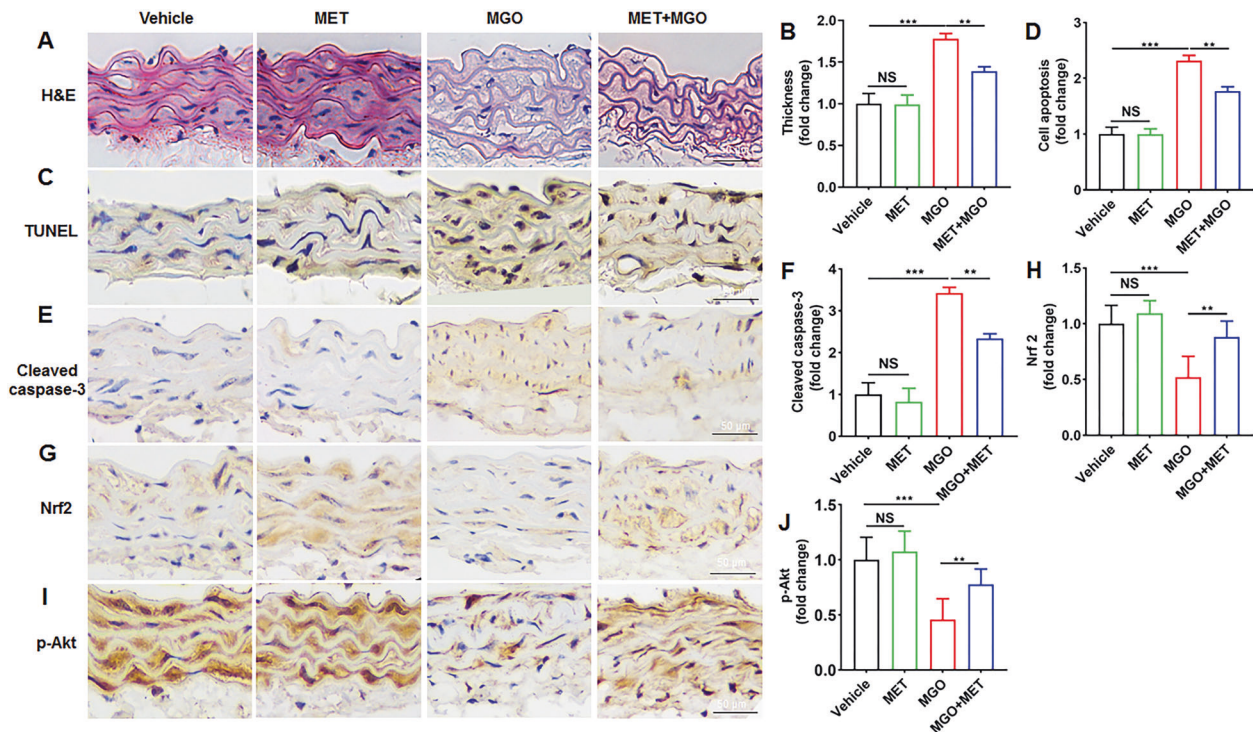 Vehicle MET MGO MET+MGO
A
H&E
C
TUNEL
E
Cleaved
caspase-3
50 μm
G
Nrf2
50 μm
I
p-Akt
50 μm
B
Thickness
(fold change)
2.0
1.5
1.0
0.5
0.0
NS
***
**
Vehicle
MET
MGO
MET+MGO
D
Cell apoptosis
(fold change)
3
2
1
0
NS
***
**
Vehicle
MET
MGO
MET+MGO
F
Cleaved caspase-3
(fold change)
4
3
2
1
0
NS
***
**
Vehicle
MET
MGO
MGO+MET
H
Nrf 2
(fold change)
1.5
1.0
0.5
0.0
NS
***
**
Vehicle
MET
MGO
MGO+MET
J
p-Akt
(fold change)
1.5
1.0
0.5
0.0
NS
***
**
Vehicle
MET
MGO
MGO+MET